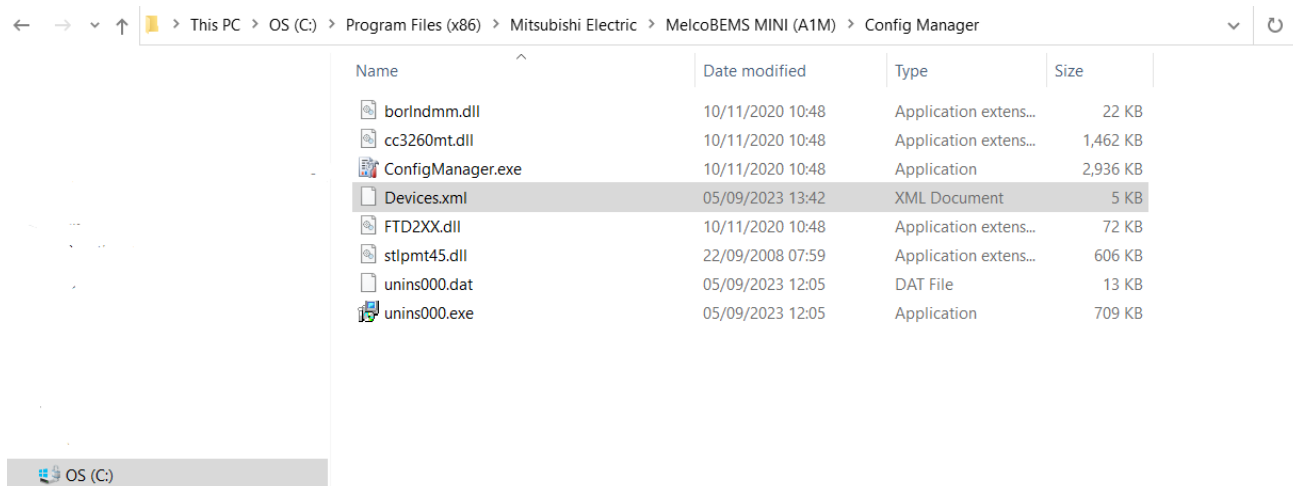 This PC > OS (C:) > Program Files (x86) > Mitsubishi Electric > MelcoBEMS MINI (A1M) > Config Manager
Name Date modified Type Size
borlndmm.dll 10/11/2020 10:48 Application extens... 22 KB
cc3260mt.dll 10/11/2020 10:48 Application extens... 1,462 KB
ConfigManager.exe 10/11/2020 10:48 Application 2,936 KB
Devices.xml 05/09/2023 13:42 XML Document 5 KB
FTD2XX.dll 10/11/2020 10:48 Application extens... 72 KB
stlpmt45.dll 22/09/2008 07:59 Application extens... 606 KB
unins000.dat 05/09/2023 12:05 DAT File 13 KB
unins000.exe 05/09/2023 12:05 Application 709 KB
OS (C:)